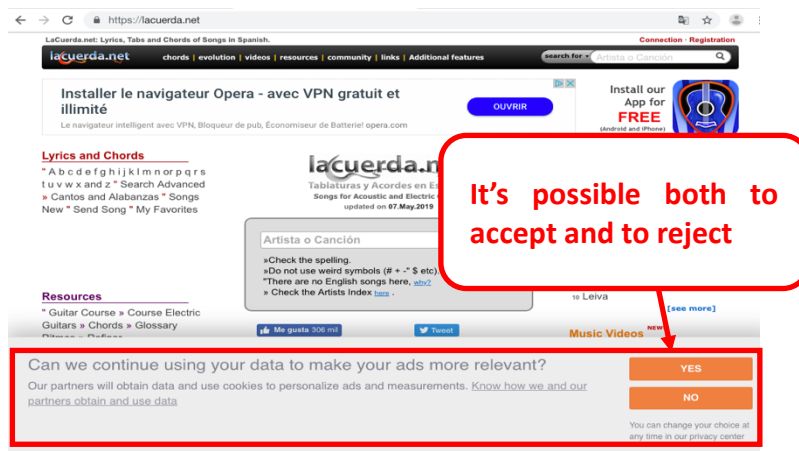 https://lacuerda.net
LaCuerda.net: Lyrics, Tabs and Chords of Songs in Spanish.
Connection · Registration
lacuerda.net
chords | evolution | videos | resources | community | links | Additional features
search for
Artista o Canción
Installer le navigateur Opera - avec VPN gratuit et
illimité
Le navigateur intelligent avec VPN, Bloqueur de pub, Économiseur de Batterie! opera.com
OUVRIR
Install our
App for
FREE
(Android and iPhone)
Lyrics and Chords
" A b c d e f g h i j k l m n o r p q r s
t u v w x and z " Search Advanced
» Cantos and Alabanzas " Songs
New " Send Song " My Favorites
lacuerda.n
Tablaturas y Acordes en Es
Songs for Acoustic and Electric
updated on 07.May.2019
Artista o Canción
»Check the spelling.
»Do not use weird symbols (# + -" $ etc).
"There are no English songs here, why?
» Check the Artists Index here .
It's possible both to
accept and to reject
10 Leiva
[see more]
Resources
" Guitar Course » Course Electric
Guitars » Chords » Glossary
Me gusta 306 mil
Tweet
Music Videos NEW
Can we continue using your data to make your ads more relevant?
Our partners will obtain data and use cookies to personalize ads and measurements. Know how we and our
partners obtain and use data
YES
NO
You can change your choice at
any time in our privacy center